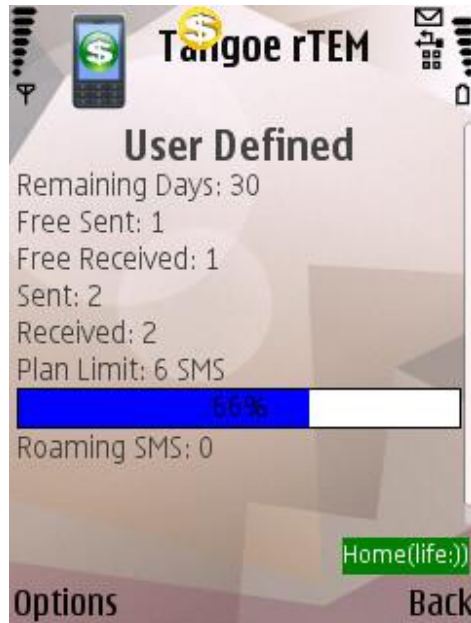 Tangoe rTEM
User Defined
Remaining Days: 30
Free Sent: 1
Free Received: 1
Sent: 2
Received: 2
Plan Limit: 6 SMS
66%
Roaming SMS: 0
Home(life:))
Options Back